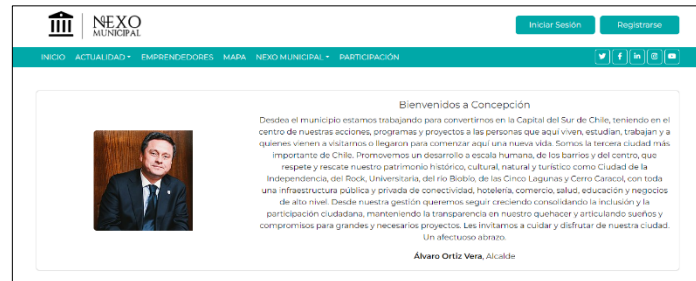 NEXO
MUNICIPAL
Iniciar Sesión
Registrarse
INICIO ACTUALIDAD EMPRENDEDORES MAPA NEXO MUNICIPAL PARTICIPACIÓN
Bienvenidos a Concepción
Desdea el municipio estamos trabajando para convertirnos en la Capital del Sur de Chile, teniendo en el
centro de nuestras acciones, programas y proyectos a las personas que aquí viven, estudian, trabajan y a
quienes vienen a visitarnos o llegaron para comenzar aquí una nueva vida. Somos la tercera ciudad más
importante de Chile. Promovemos un desarrollo a escala humana, de los barrios y del centro, que
respete y rescate nuestro patrimonio histórico, cultural, natural y turístico como Ciudad de la
Independencia, del Rock, Universitaria, del rio Biobío, de las Cinco Lagunas y Cerro Caracol, con toda
una infraestructura pública y privada de conectividad, hotelería, comercio, salud, educación y negocios
de alto nivel. Desde nuestra gestión queremos seguir creciendo consolidando la inclusión y la
participación ciudadana, manteniendo la transparencia en nuestro quehacer y articulando sueños y
compromisos para grandes y necesarios proyectos. Les invitamos a cuidar y disfrutar de nuestra ciudad.
Un afectuoso abrazo.
Álvaro Ortiz Vera, Alcalde